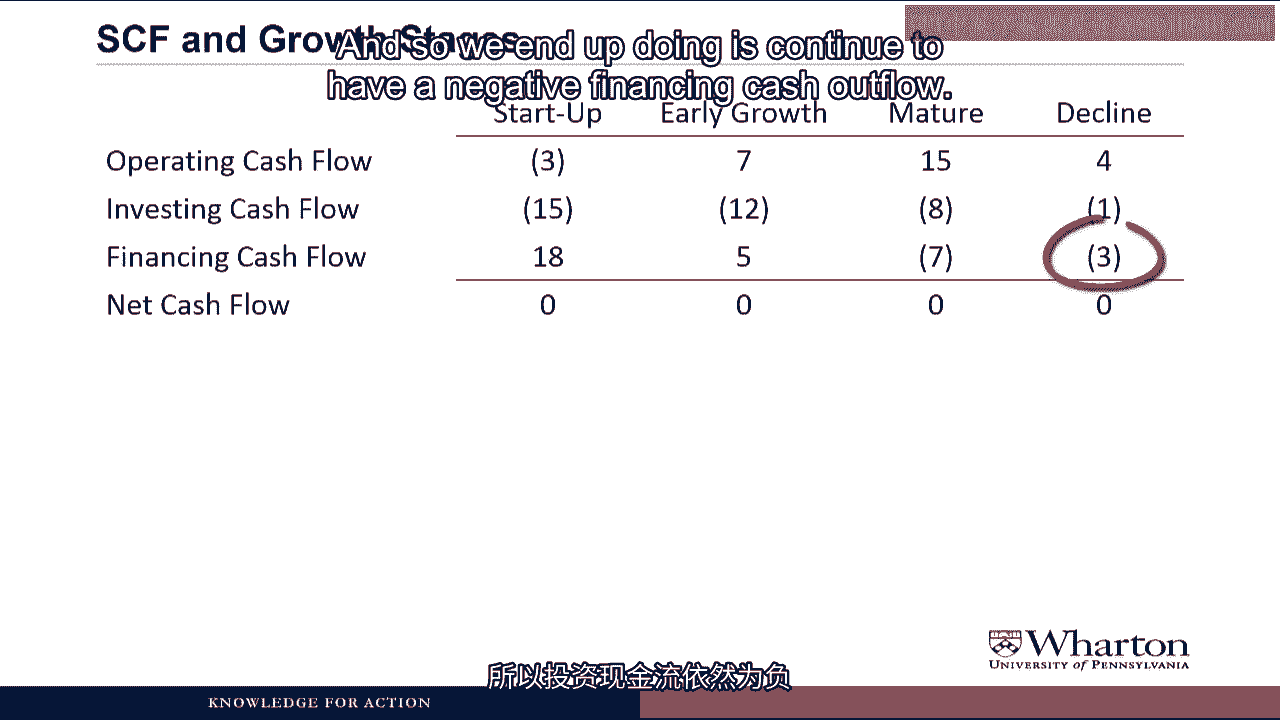 SCF and Growth Stages
And so we end up doing is continue to
have a negative financing cash outflow.
Start-Up Early Growth Mature Decline
Operating Cash Flow (3) 7 15 4
Investing Cash Flow (15) (12) (8) (1)
Financing Cash Flow 18 5 (7) (3)
Net Cash Flow 0 0 0 0
Wharton
UNIVERSITY of PENNSYLVANIA
所以投资现金流依然为负
KNOWLEDGE FOR ACTION